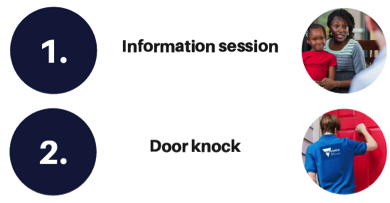 1.
Information session
2.
Door knock